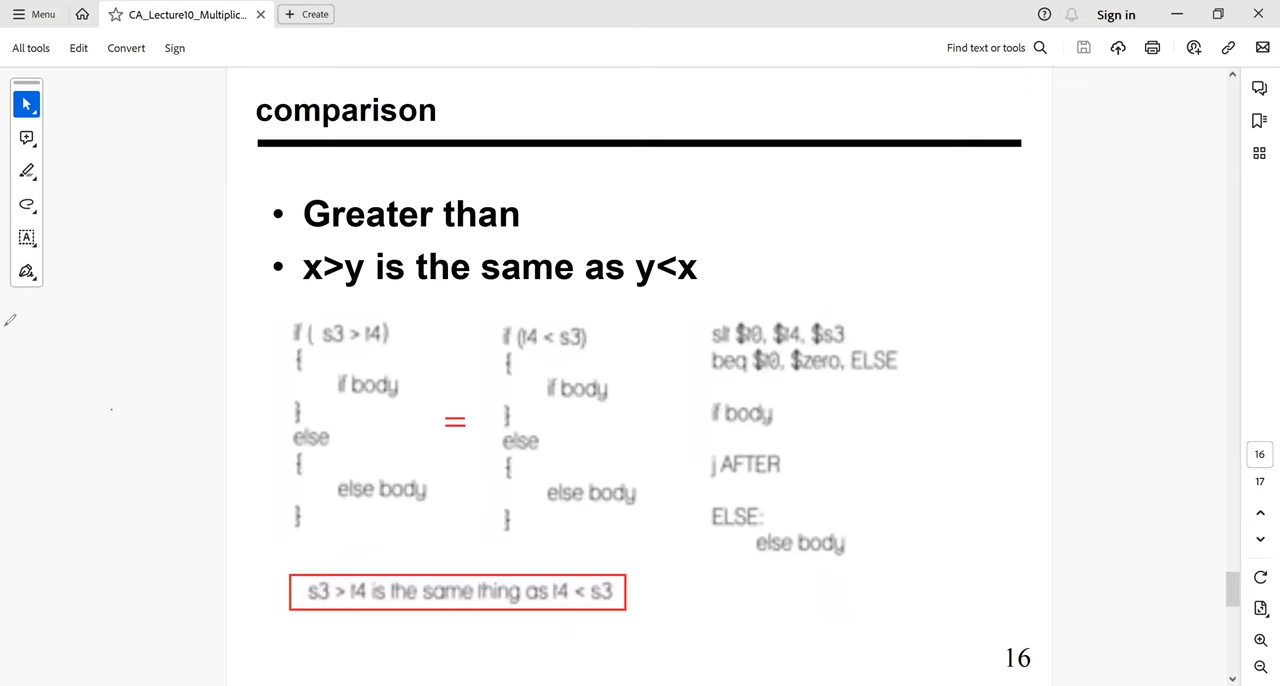 Menu
CA_Lecture10_Multiplic...
Create
Sign in
All tools
Edit
Convert
Sign
Find text or tools
comparison
• Greater than
• x>y is the same as y<x
if ( s3 > t4)
{
if body
}
else
{
else body
}
=
if (t4 < s3)
{
if body
}
else
{
else body
}
slt $t0, $t4, $s3
beq $t0, $zero, ELSE
if body
j AFTER
ELSE:
else body
s3 > t4 is the same thing as t4 < s3
16
16
17